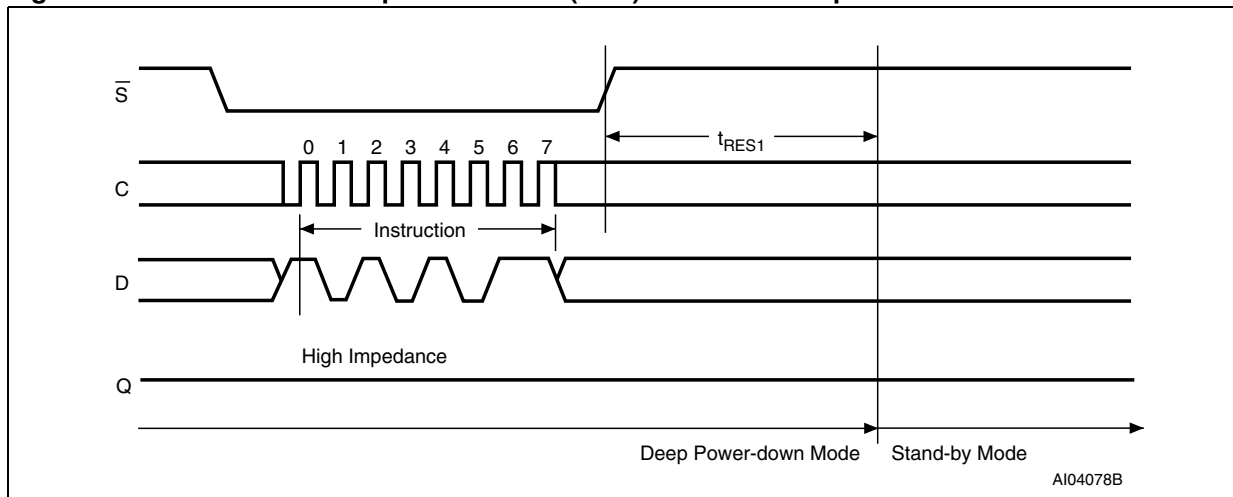 S
t_RES1
0 1 2 3 4 5 6 7
C
Instruction
D
High Impedance
Q
Deep Power-down Mode Stand-by Mode
AI04078B